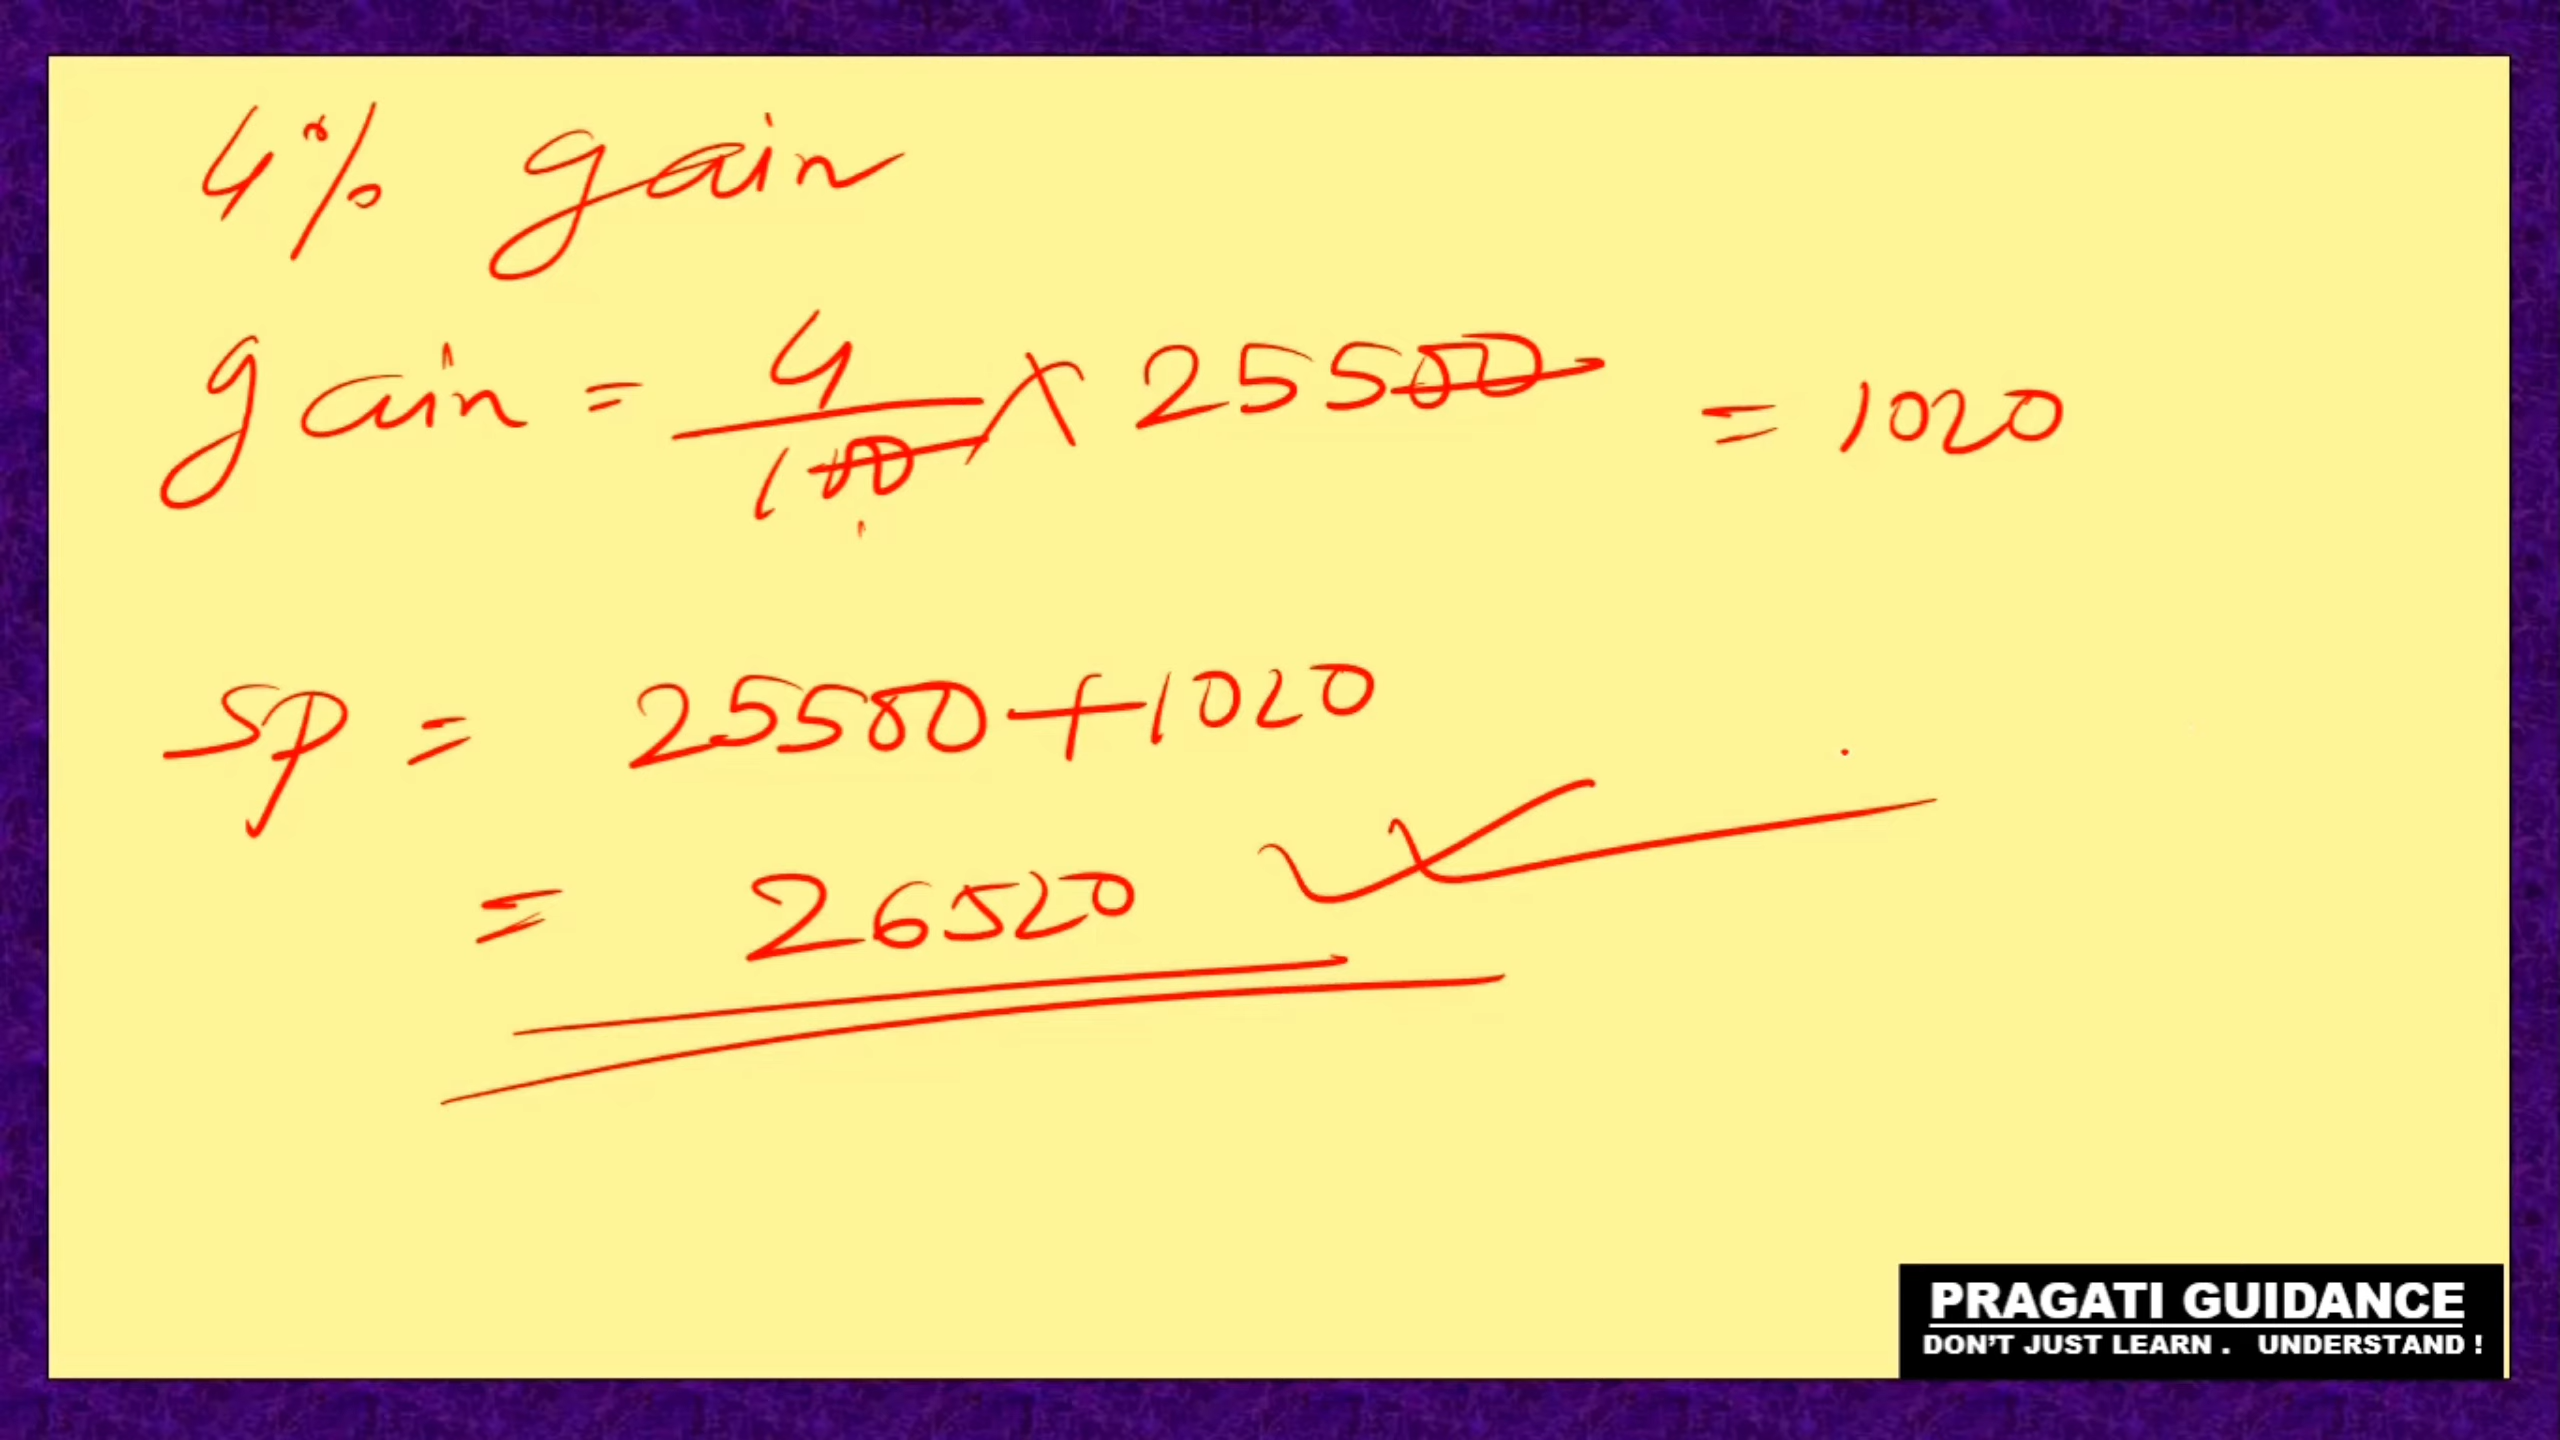 4% gain
gain = 4/100 × 25500 = 1020
SP = 25500 + 1020
= 26520
PRAGATI GUIDANCE
DON'T JUST LEARN . UNDERSTAND !